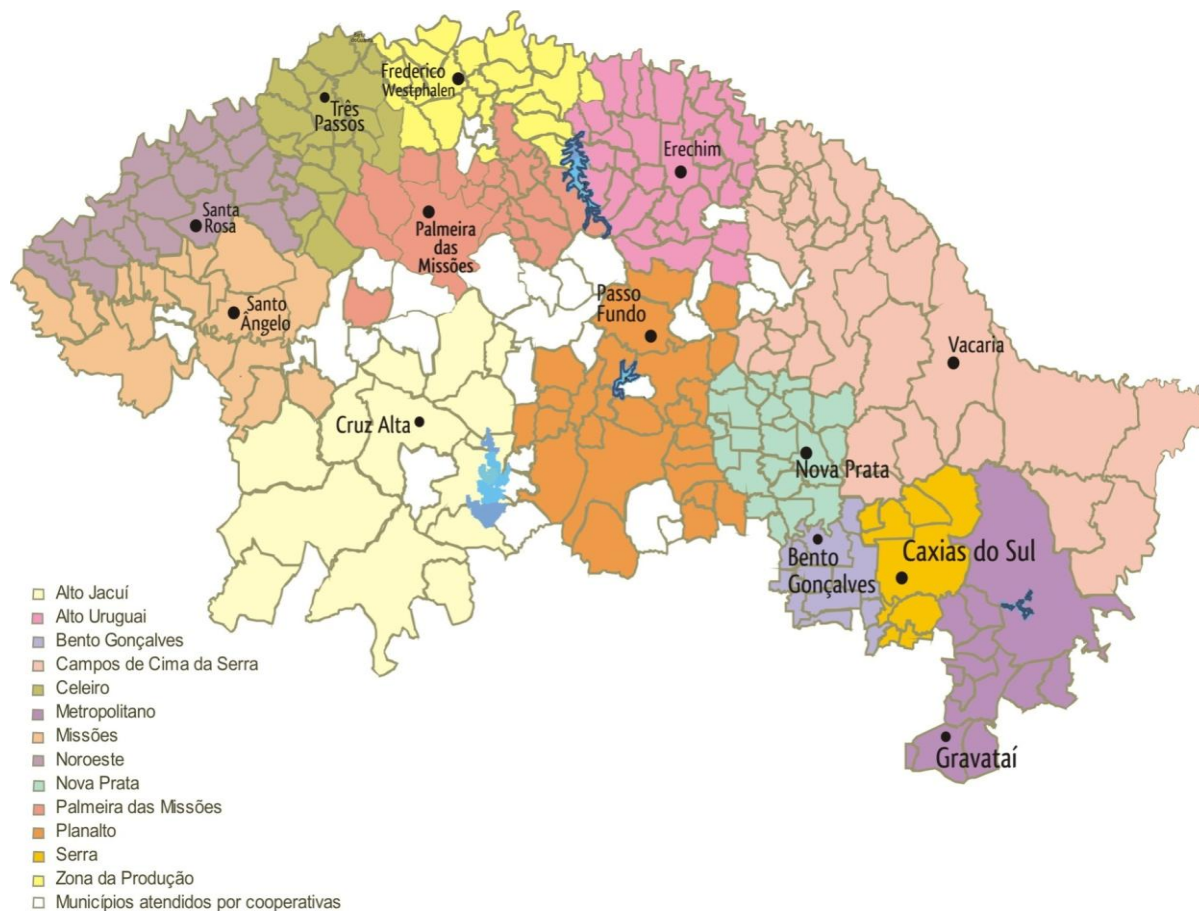 Frederico
Westphalen
Três
Passos
Erechim
Santa
Rosa
Palmeira
das
Missões
Santo
Ângelo
Passo
Fundo
Vacaria
Cruz Alta
Nova Prata
Bento
Gonçalves
Caxias do Sul
Gravataí
Alto Jacuí
Alto Uruguai
Bento Gonçalves
Campos de Cima da Serra
Celeiro
Metropolitano
Missões
Noroeste
Nova Prata
Palmeira das Missões
Planalto
Serra
Zona da Produção
Municípios atendidos por cooperativas